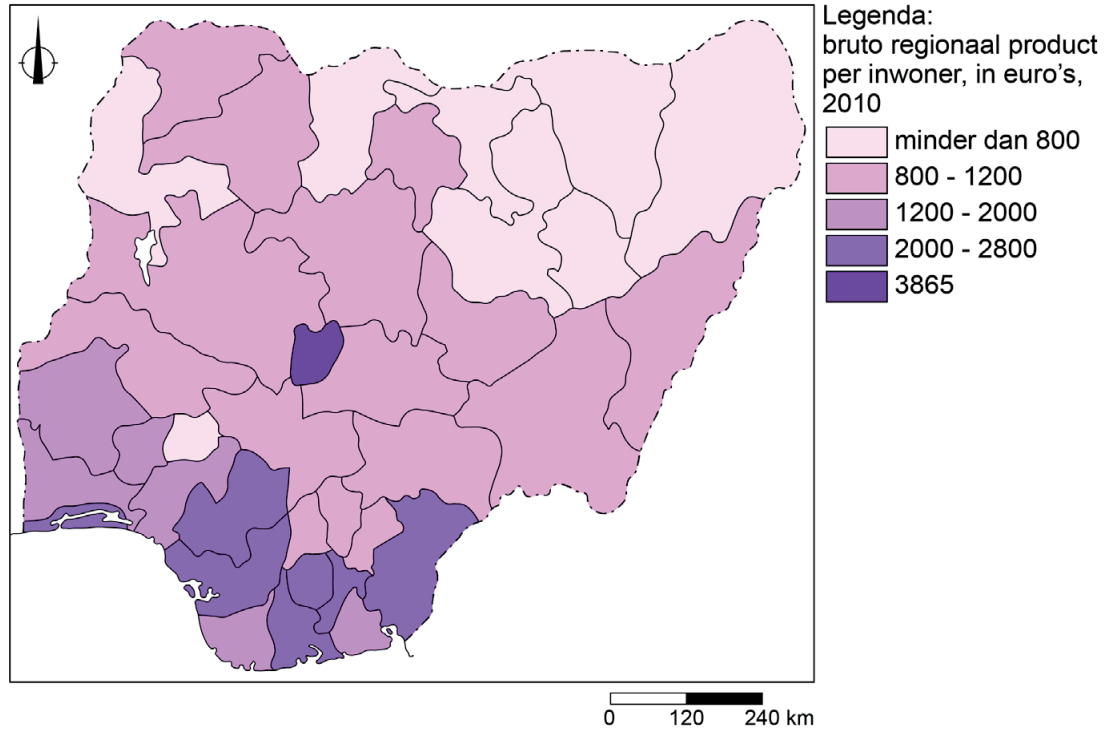 Legenda:
bruto regionaal product
per inwoner, in euro's,
2010
minder dan 800
800 - 1200
1200 - 2000
2000 - 2800
3865
0 120 240 km